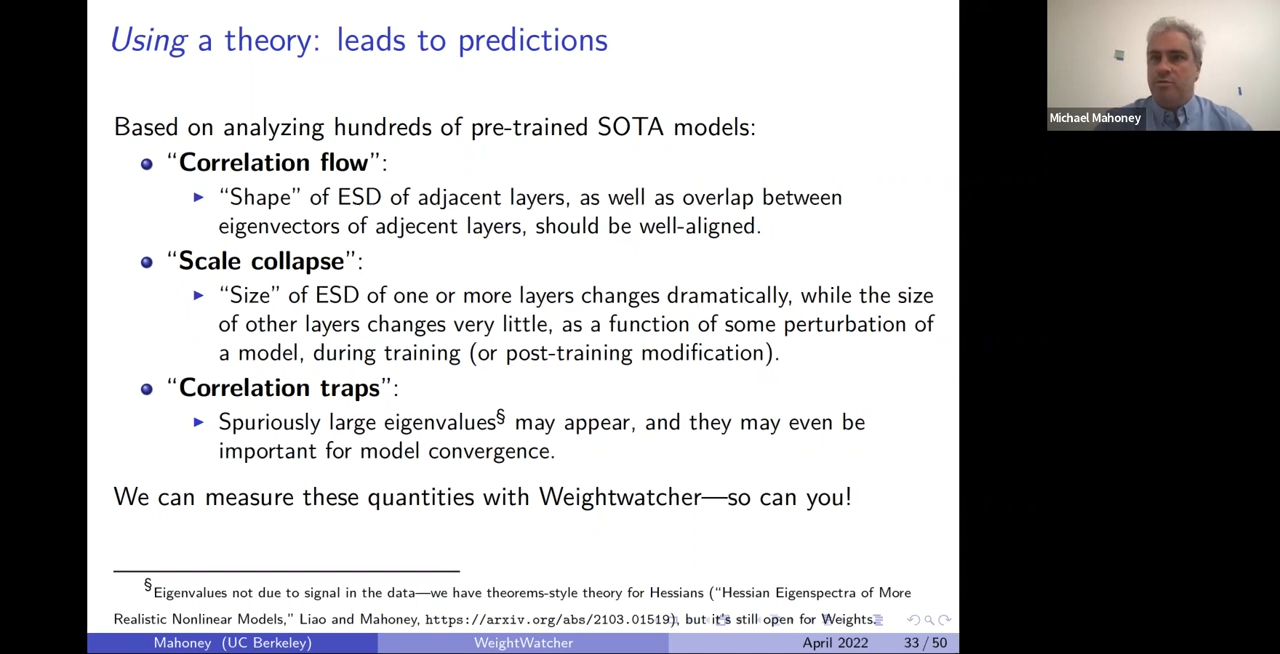 Using a theory: leads to predictions
Michael Mahoney
Based on analyzing hundreds of pre-trained SOTA models:
“Correlation flow”:
“Shape” of ESD of adjacent layers, as well as overlap between
eigenvectors of adjecent layers, should be well-aligned.
“Scale collapse”:
“Size” of ESD of one or more layers changes dramatically, while the size
of other layers changes very little, as a function of some perturbation of
a model, during training (or post-training modification).
“Correlation traps”:
Spuriously large eigenvalues§ may appear, and they may even be
important for model convergence.
We can measure these quantities with Weightwatcher—so can you!
§Eigenvalues not due to signal in the data—we have theorems-style theory for Hessians (“Hessian Eigenspectra of More
Realistic Nonlinear Models,” Liao and Mahoney, https://arxiv.org/abs/2103.01519), but it's still open for Weights.
Mahoney (UC Berkeley) WeightWatcher April 2022 33 / 50